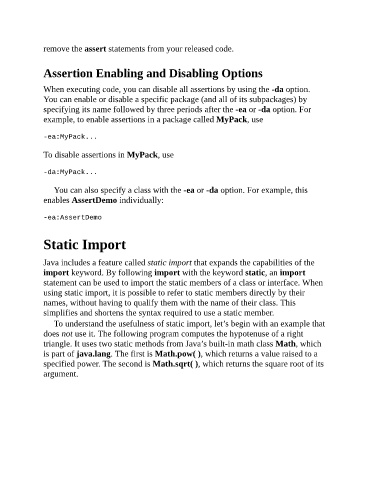 remove the assert statements from your released code.
Assertion Enabling and Disabling Options
When executing code, you can disable all assertions by using the -da option.
You can enable or disable a specific package (and all of its subpackages) by
specifying its name followed by three periods after the -ea or -da option. For
example, to enable assertions in a package called MyPack, use
-ea:MyPack...
To disable assertions in MyPack, use
-da:MyPack...
You can also specify a class with the -ea or -da option. For example, this
enables AssertDemo individually:
-ea:AssertDemo
Static Import
Java includes a feature called static import that expands the capabilities of the
import keyword. By following import with the keyword static, an import
statement can be used to import the static members of a class or interface. When
using static import, it is possible to refer to static members directly by their
names, without having to qualify them with the name of their class. This
simplifies and shortens the syntax required to use a static member.
To understand the usefulness of static import, let’s begin with an example that
does not use it. The following program computes the hypotenuse of a right
triangle. It uses two static methods from Java’s built-in math class Math, which
is part of java.lang. The first is Math.pow( ), which returns a value raised to a
specified power. The second is Math.sqrt( ), which returns the square root of its
argument.